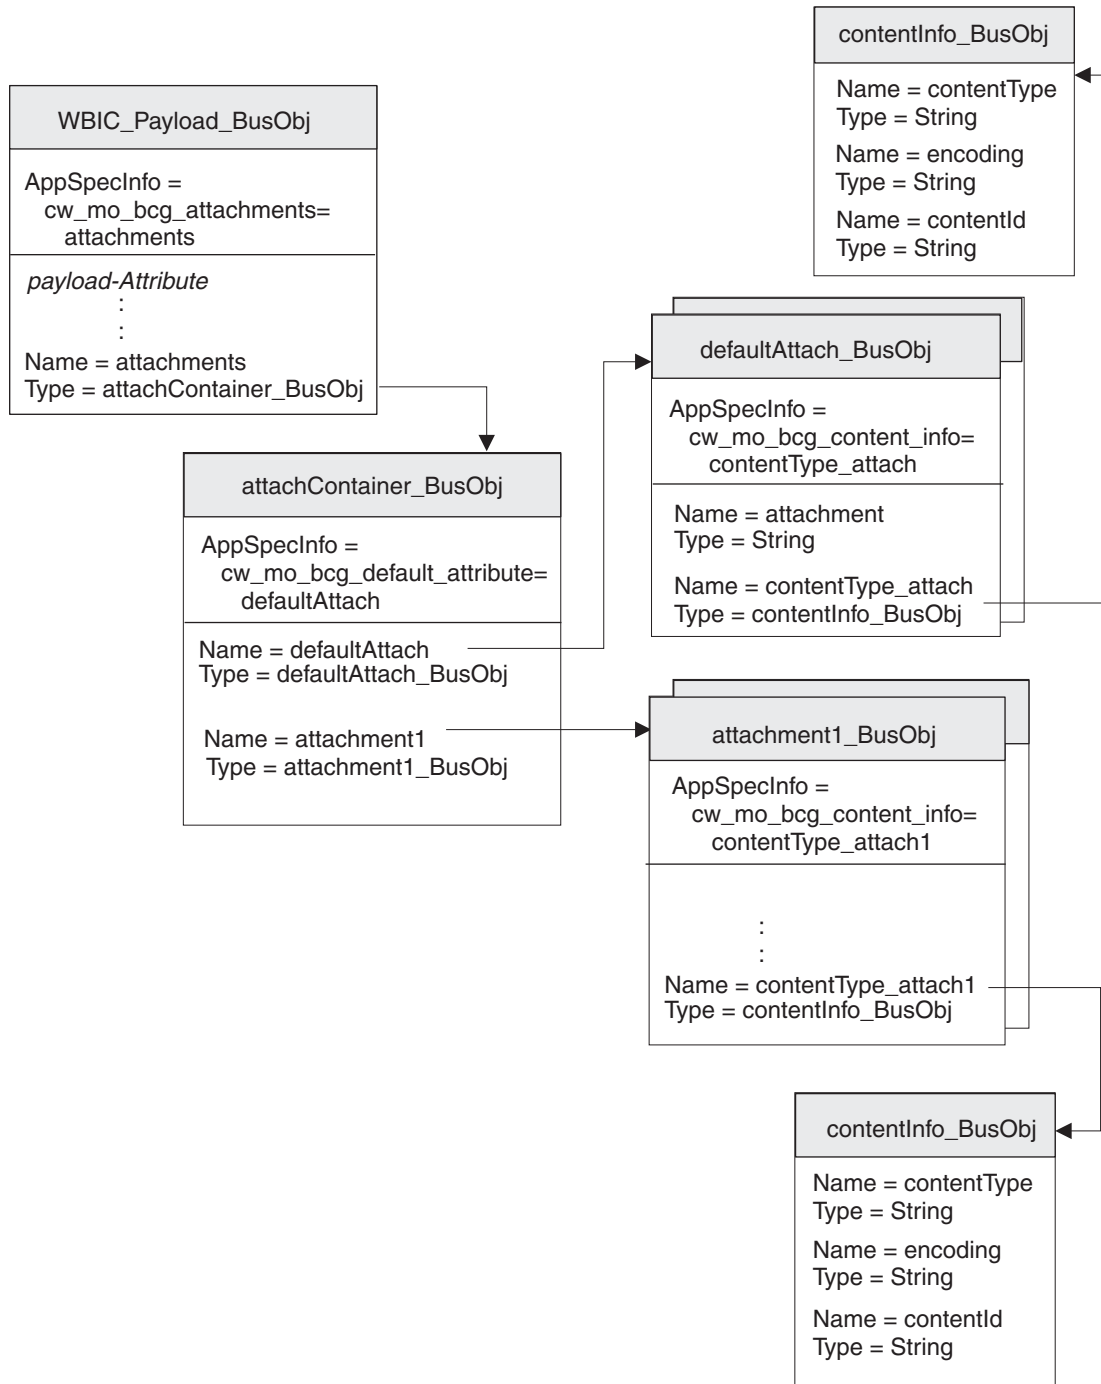 contentInfo_BusObj
Name = contentType
Type = String
Name = encoding
Type = String
Name = contentId
Type = String
WBIC_Payload_BusObj
AppSpecInfo =
cw_mo_bcg_attachments=
attachments
payload-Attribute
:
:
Name = attachments
Type = attachContainer_BusObj
defaultAttach_BusObj
AppSpecInfo =
cw_mo_bcg_content_info=
contentType_attach
Name = attachment
Type = String
Name = contentType_attach
Type = contentInfo_BusObj
attachContainer_BusObj
AppSpecInfo =
cw_mo_bcg_default_attribute=
defaultAttach
Name = defaultAttach
Type = defaultAttach_BusObj
Name = attachment1
Type = attachment1_BusObj
attachment1_BusObj
AppSpecInfo =
cw_mo_bcg_content_info=
contentType_attach1
:
:
Name = contentType_attach1
Type = contentInfo_BusObj
contentInfo_BusObj
Name = contentType
Type = String
Name = encoding
Type = String
Name = contentId
Type = String